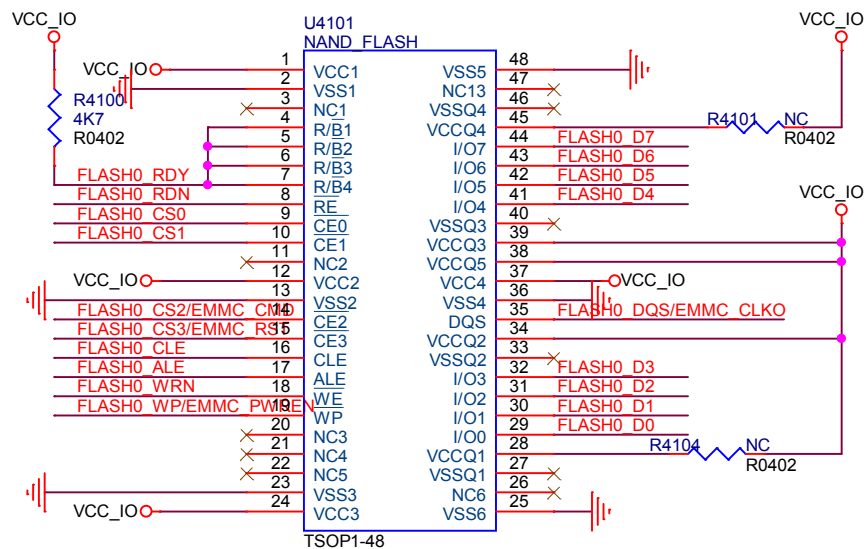 VCC_IO
VCC_IO
U4101
NAND_FLASH
VCC_IO
1 VCC1 VSS5 48
2 VSS1 NC13 47
R4100
4K7
R0402
3 NC1 VSSQ4 46
4 R/B1 VCCQ4 45 R4101 NC
R0402
5 R/B2 I/O7 44 FLASH0_D7
6 R/B3 I/O6 43 FLASH0_D6
FLASH0_RDY 7 R/B4 I/O5 42 FLASH0_D5
FLASH0_RDN 8 RE I/O4 41 FLASH0_D4
VCC_IO
FLASH0_CS0 9 CE0 VSSQ3 40
FLASH0_CS1 10 CE1 VCCQ3 39
11 NC2 VCCQ5 38
VCC_IO 12 VCC2 VCC4 37 VCC_IO
13 VSS2 VSS4 36
FLASH0_CS2/EMMC_CMD 14 CE2 DQS 35 FLASH0_DQS/EMMC_CLKO
FLASH0_CS3/EMMC_RST 15 CE3 VCCQ2 34
FLASH0_CLE 16 CLE VSSQ2 33
FLASH0_ALE 17 ALE I/O3 32 FLASH0_D3
FLASH0_WRN 18 WE I/O2 31 FLASH0_D2
FLASH0_WP/EMMC_PWREN 19 WP I/O1 30 FLASH0_D1
20 NC3 I/O0 29 FLASH0_D0
21 NC4 VCCQ1 28 R4104 NC
R0402
22 NC5 VSSQ1 27
23 VSS3 NC6 26
VCC_IO 24 VCC3 VSS6 25
TSOP1-48